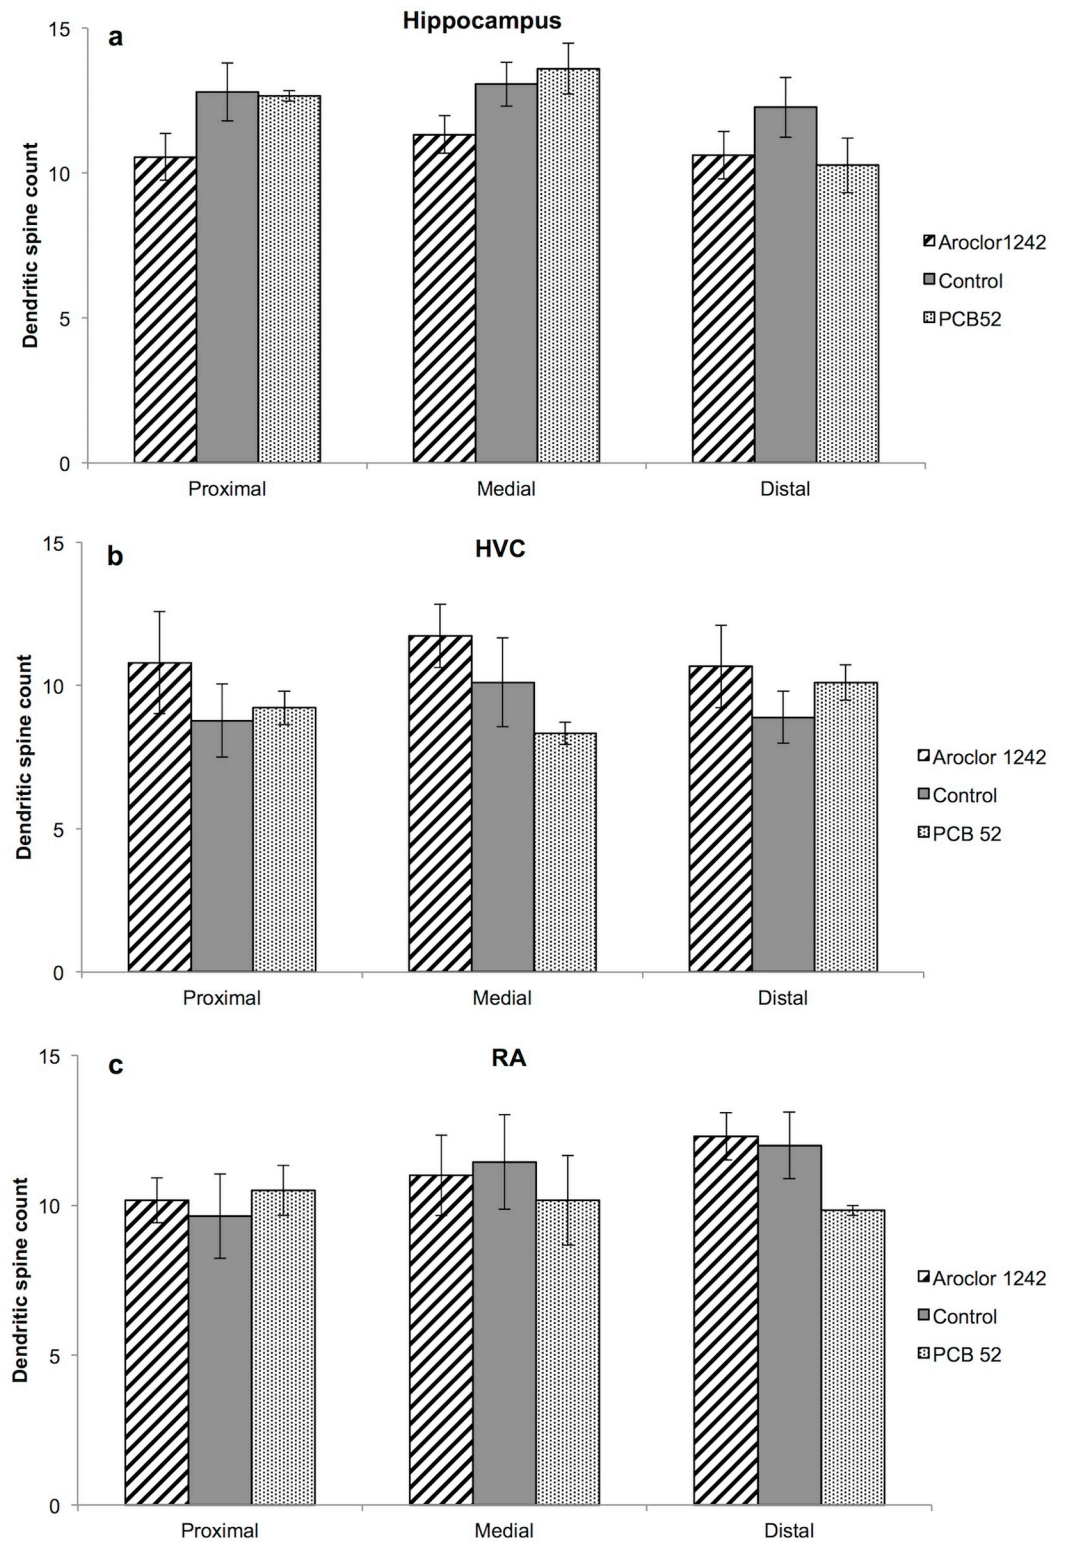 Hippocampus
a
15
10
5
0
Dendritic spine count
Proximal
Medial
Distal
Aroclor1242
Control
PCB52
HVC
b
15
10
5
0
Dendritic spine count
Proximal
Medial
Distal
Aroclor 1242
Control
PCB 52
RA
c
15
10
5
0
Dendritic spine count
Proximal
Medial
Distal
Aroclor 1242
Control
PCB 52